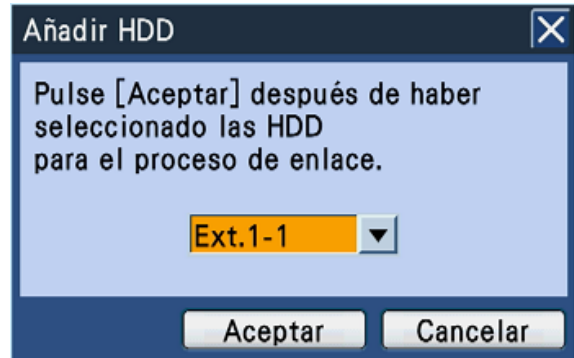 Añadir HDD
Pulse [Aceptar] después de haber
seleccionado las HDD
para el proceso de enlace.
Ext.1-1
Aceptar
Cancelar